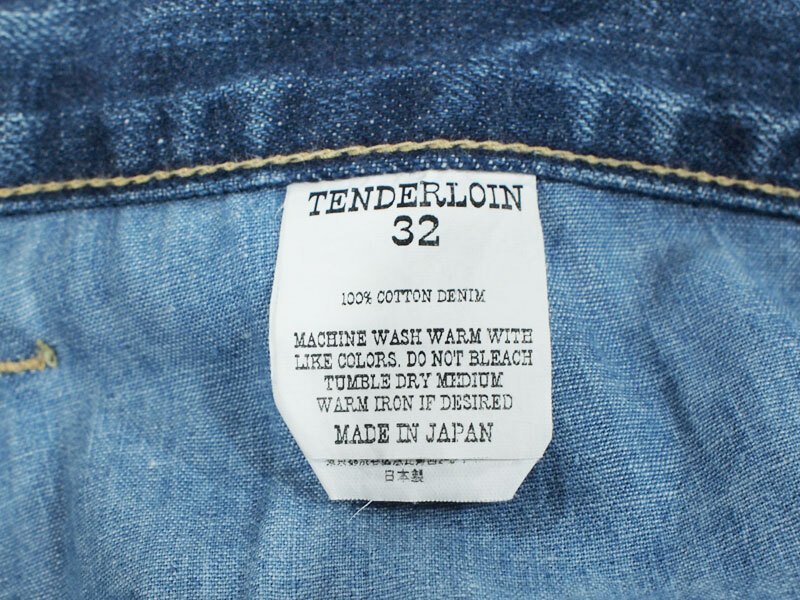 TENDERLOIN
32
100% COTTON DENIM
MACHINE WASH WARM WITH
LIKE COLORS. DO NOT BLEACH
TUMBLE DRY MEDIUM
WARM IRON IF DESIRED
MADE IN JAPAN
日本製